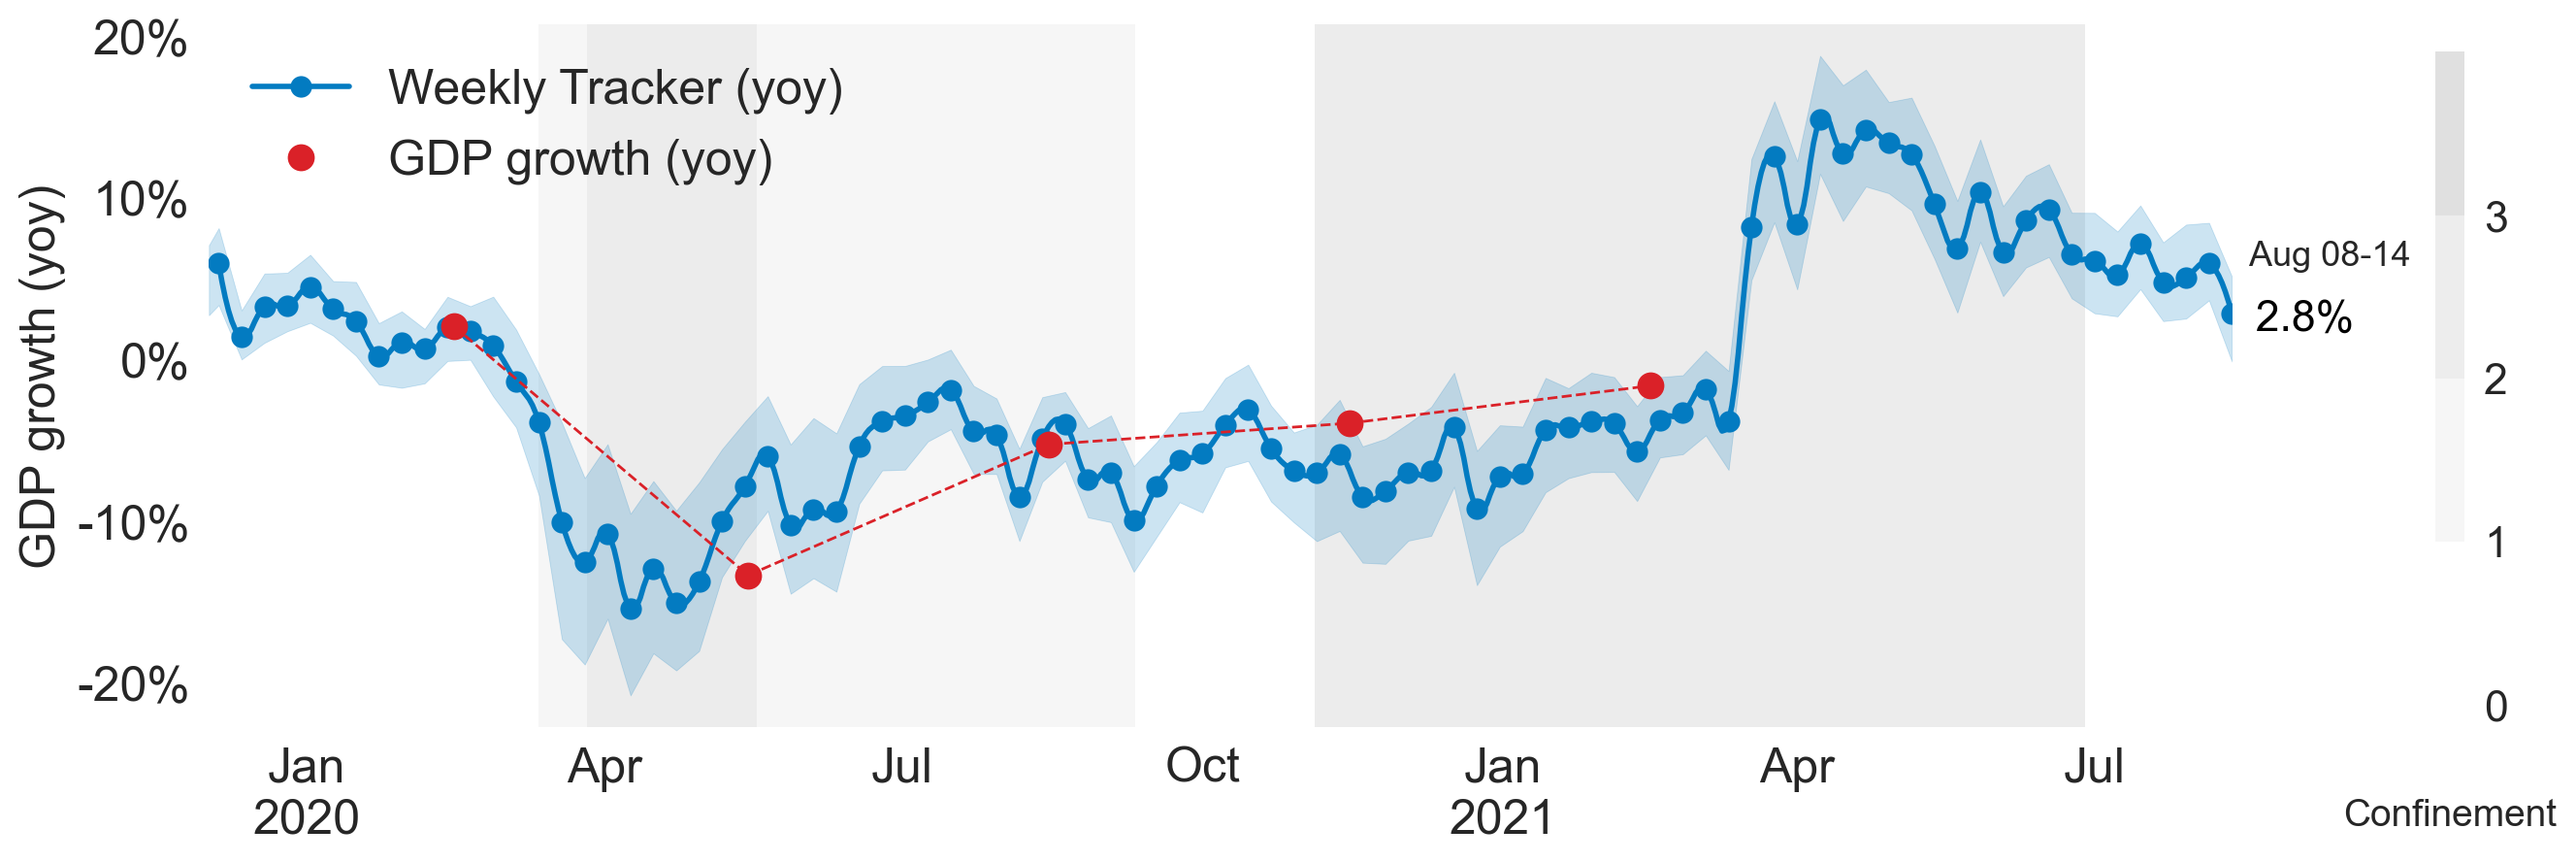 20%
10%
0%
-10%
-20%
GDP growth (yoy)
Weekly Tracker (yoy)
GDP growth (yoy)
Aug 08-14
2.8%
3
2
1
0
Jan Apr Jul Oct Jan Apr Jul
2020 2021
Confinement